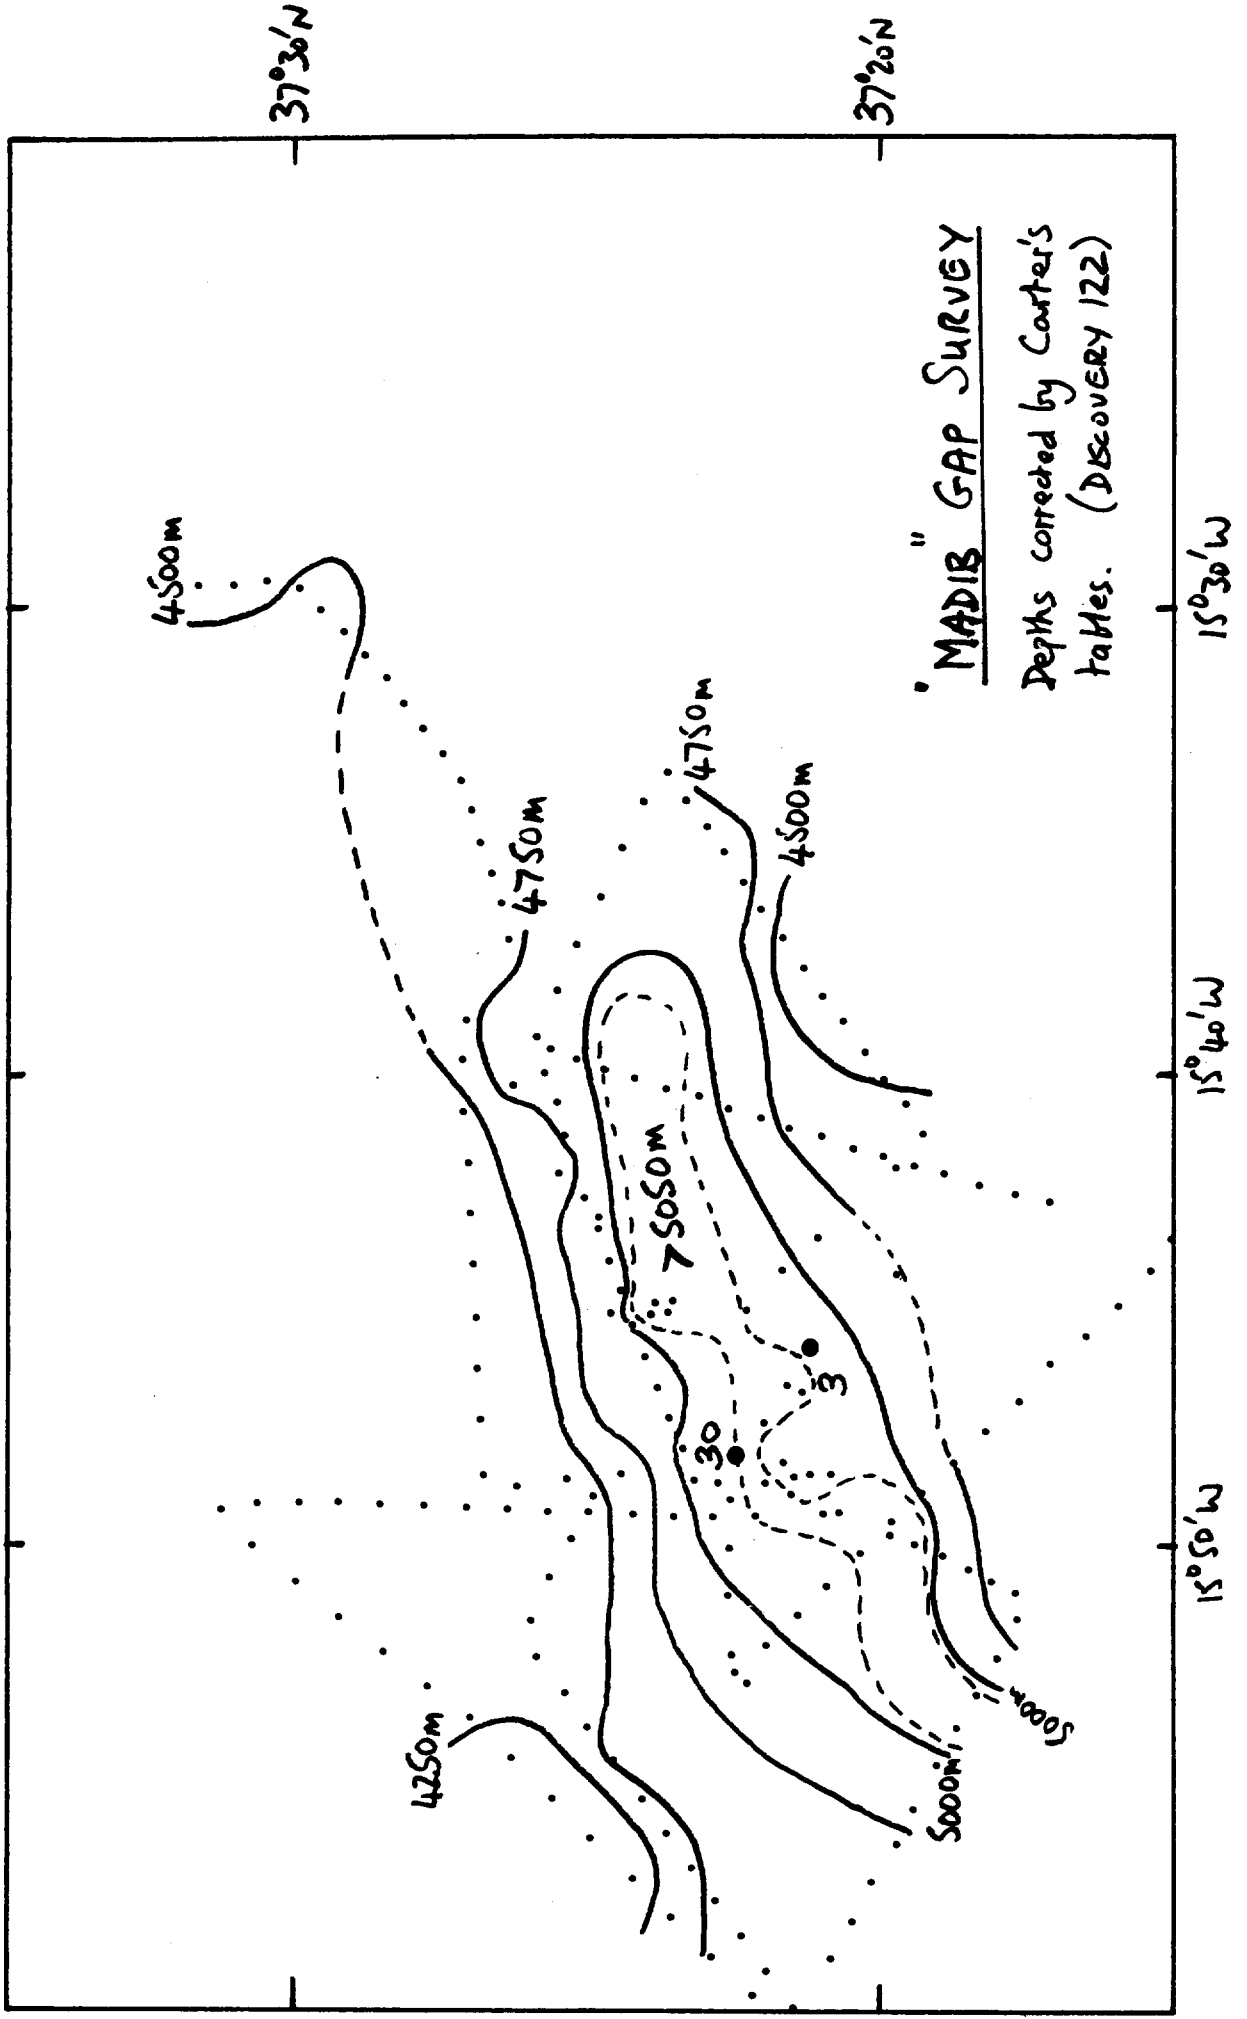 37°30'N
37°20'N
4500m
4750m
4750m
4500m
>5050m
30
3
4250m
5000m
5000m
"MADIB" GAP SURVEY
Depths corrected by Carter's
tables. (DISCOVERY 122)
15°50'W
15°40'W
15°30'W